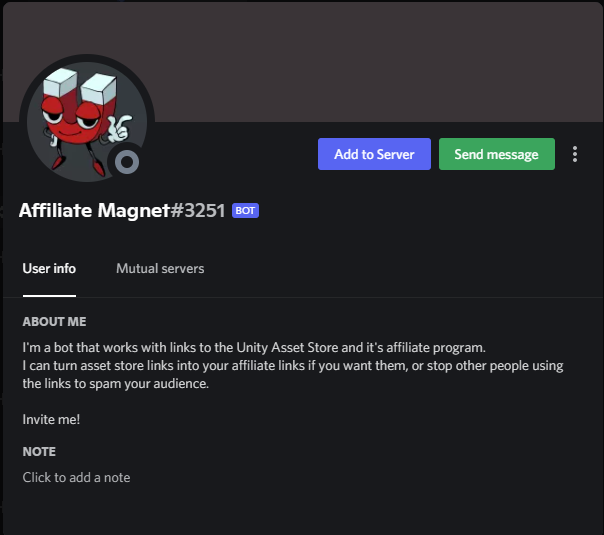 Add to Server
Send message
Affiliate Magnet#3251 BOT
User info
Mutual servers
ABOUT ME
I'm a bot that works with links to the Unity Asset Store and it's affiliate program.
I can turn asset store links into your affiliate links if you want them, or stop other people using
the links to spam your audience.
Invite me!
NOTE
Click to add a note